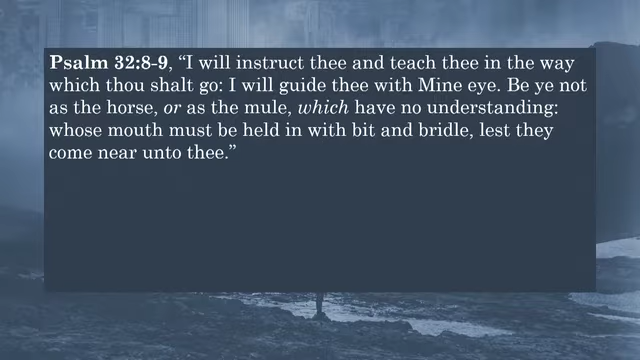 Psalm 32:8-9, “I will instruct thee and teach thee in the way
which thou shalt go: I will guide thee with Mine eye. Be ye not
as the horse, or as the mule, which have no understanding:
whose mouth must be held in with bit and bridle, lest they
come near unto thee.”